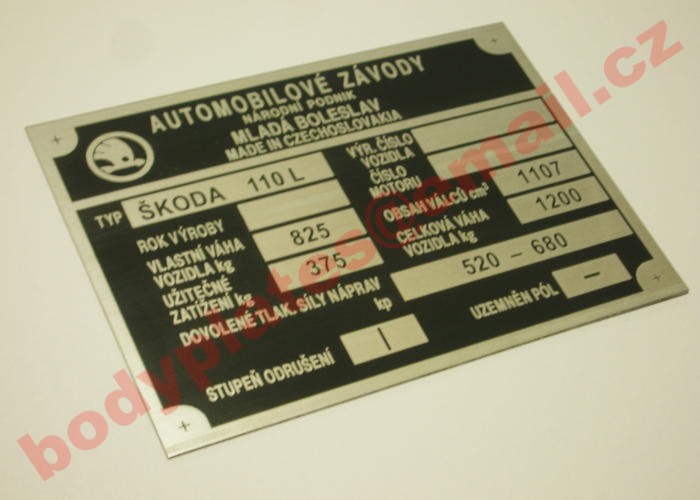 AUTOMOBILOVÉ ZÁVODY
NÁRODNÍ PODNIK
MLADÁ BOLESLAV
MADE IN CZECHOSLOVAKIA
TYP ŠKODA 110 L
ROK VÝROBY
VLASTNÍ VÁHA
VOZIDLA kg 825
UŽITEČNÉ
ZATÍŽENÍ kg 375
VÝR. ČÍSLO
VOZIDLA
ČÍSLO
MOTORU
OBSAH VÁLCŮ cm³ 1107
CELKOVÁ VÁHA
VOZIDLA kg 1200
DOVOLENÉ TLAK. SÍLY NÁPRAV kp 520 – 680
STUPEŇ ODRUŠENÍ I
UZEMNĚN PÓL –
bodyplates@email.cz